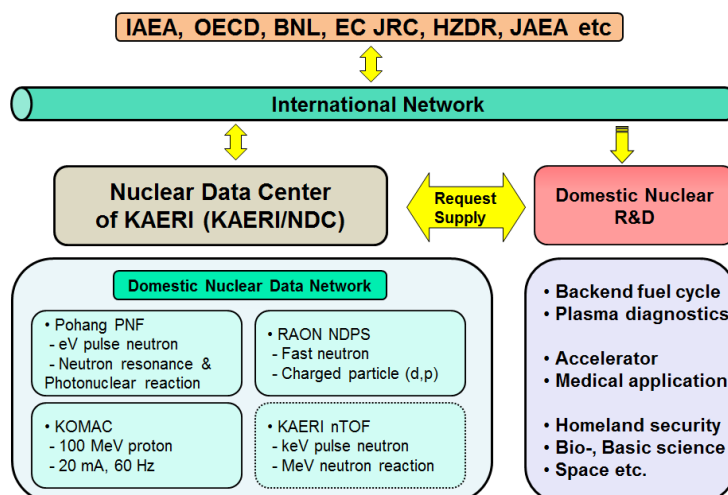 IAEA, OECD, BNL, EC JRC, HZDR, JAEA etc
International Network
Nuclear Data Center
of KAERI (KAERI/NDC)
Request
Supply
Domestic Nuclear
R&D
Domestic Nuclear Data Network
• Pohang PNF
- eV pulse neutron
- Neutron resonance &
Photonuclear reaction
• RAON NDPS
- Fast neutron
- Charged particle (d,p)
• KOMAC
- 100 MeV proton
- 20 mA, 60 Hz
• KAERI nTOF
- keV pulse neutron
- MeV neutron reaction
• Backend fuel cycle
• Plasma diagnostics
• Accelerator
• Medical application
• Homeland security
• Bio-, Basic science
• Space etc.